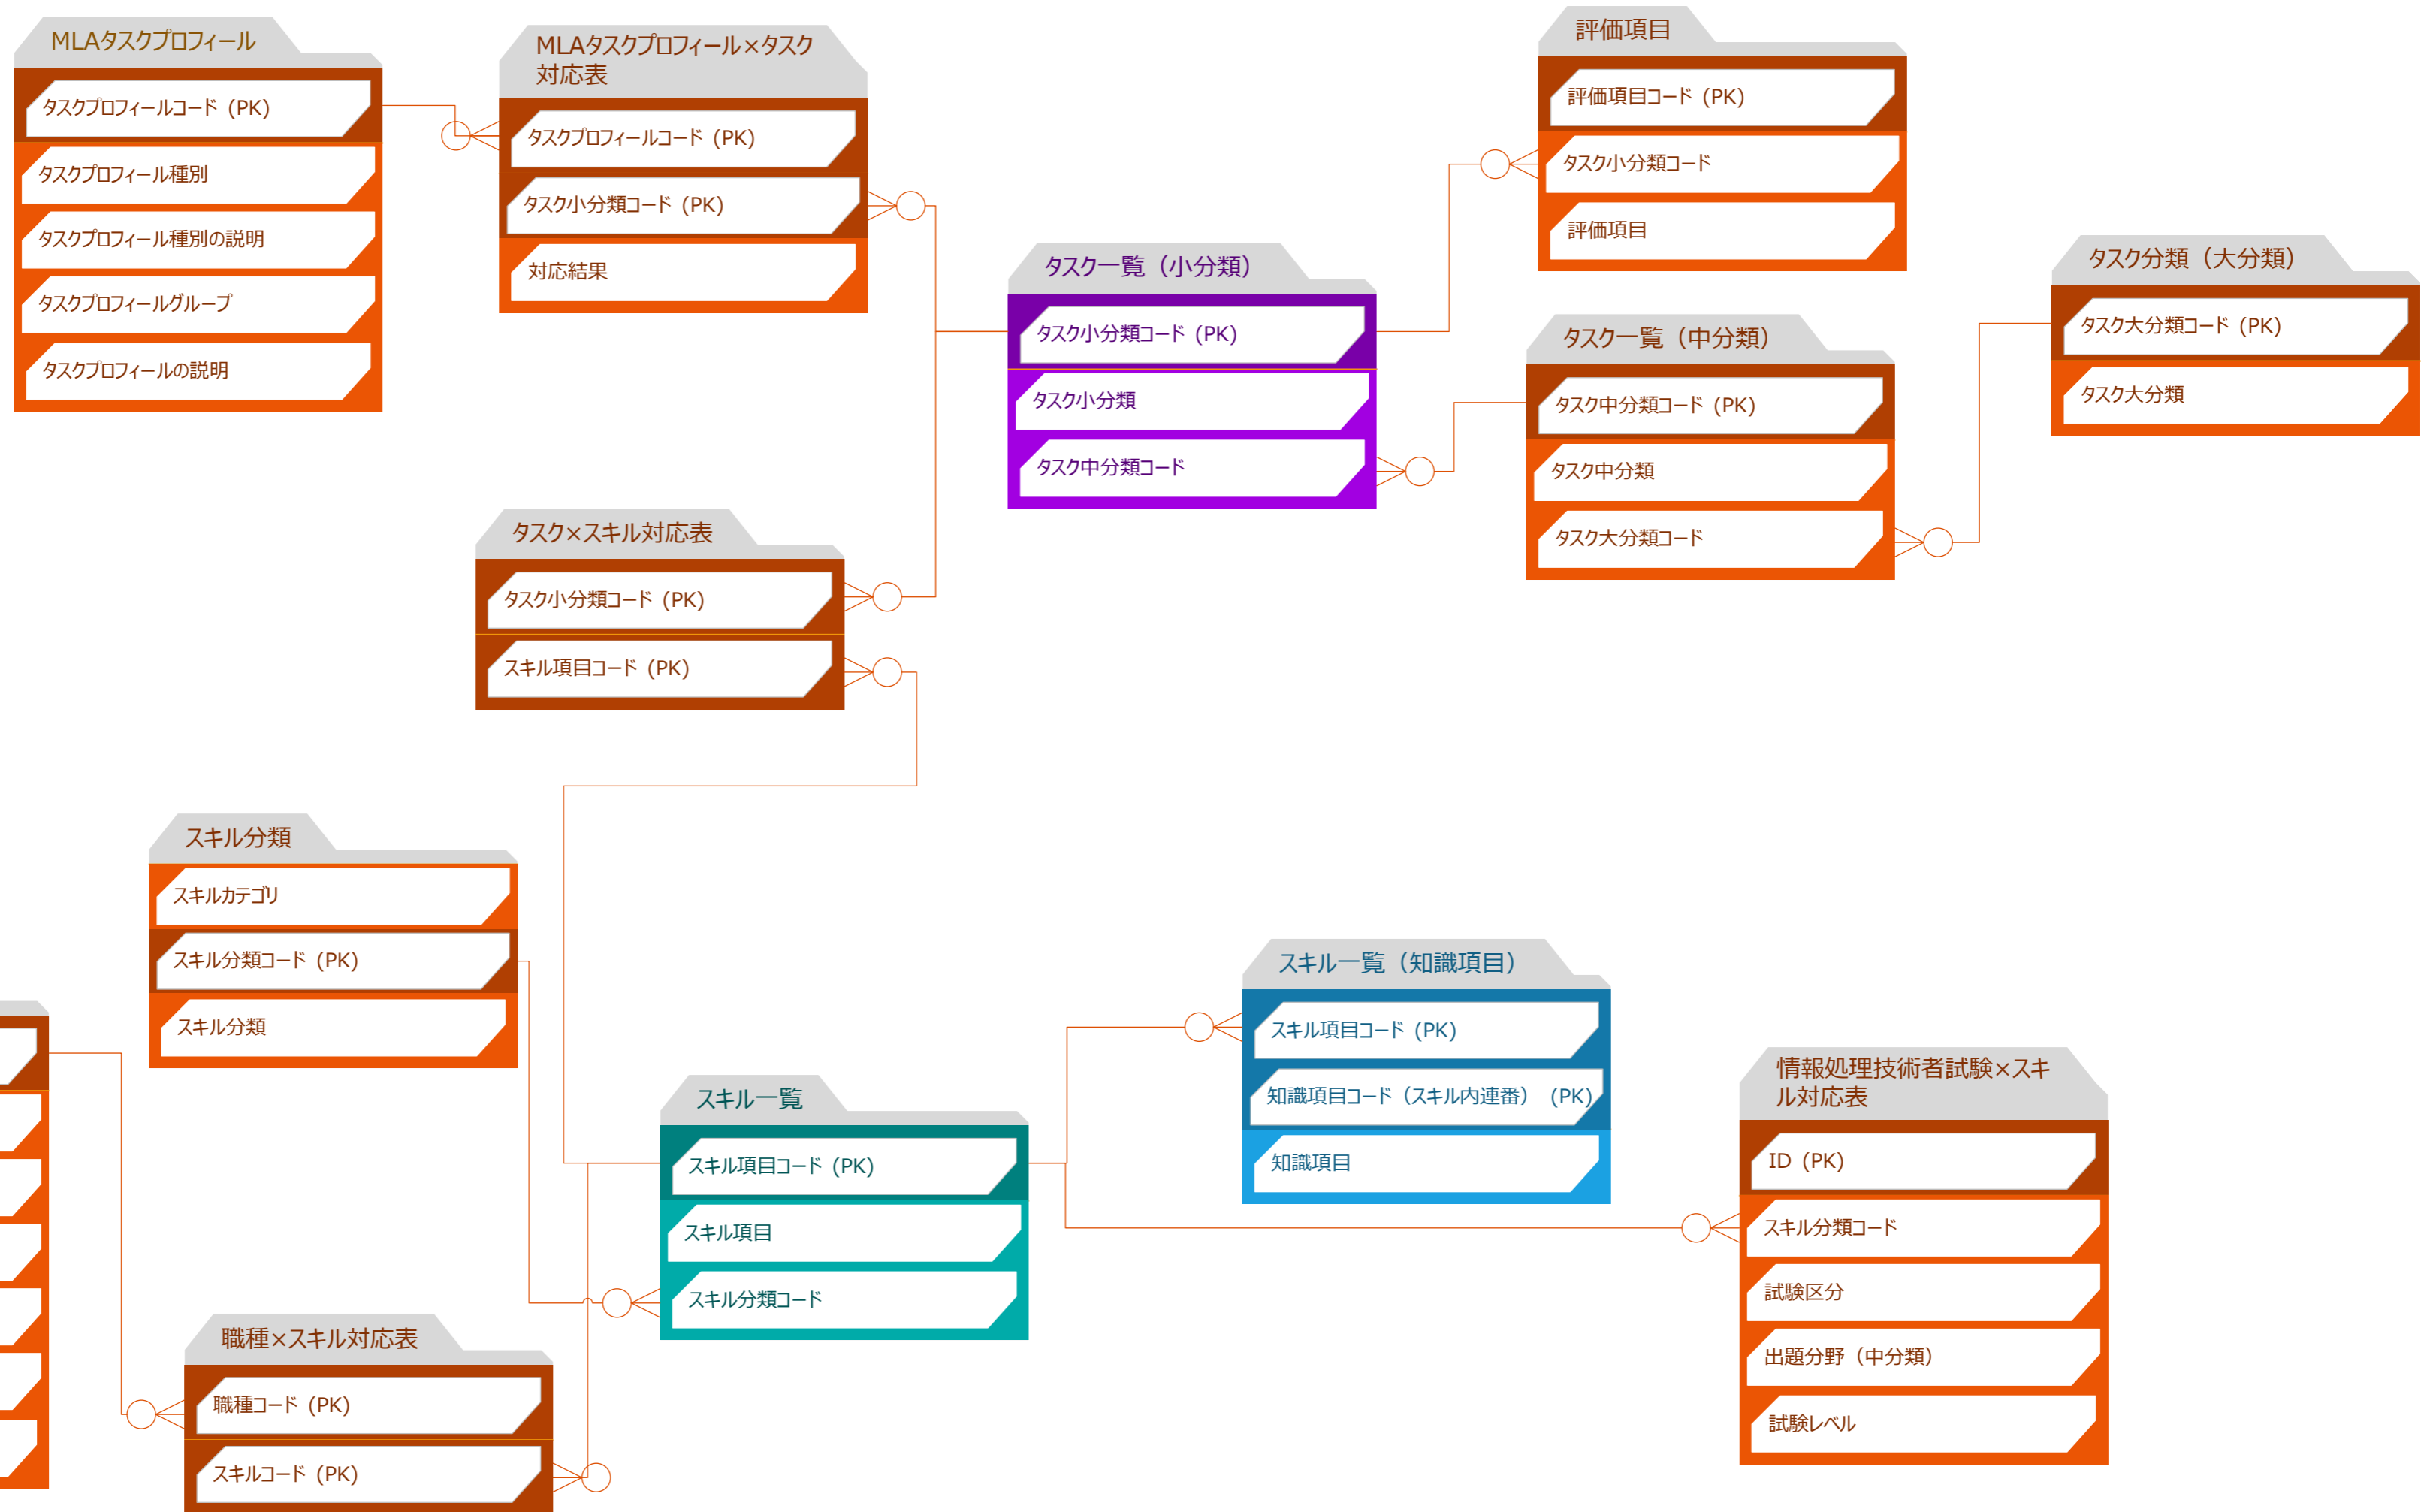 MLAタスクプロフィール
タスクプロフィールコード (PK)
タスクプロフィール種別
タスクプロフィール種別の説明
タスクプロフィールグループ
タスクプロフィールの説明
MLAタスクプロフィール×タスク
対応表
タスクプロフィールコード (PK)
タスク小分類コード (PK)
対応結果
評価項目
評価項目コード (PK)
タスク小分類コード
評価項目
タスク一覧（小分類）
タスク小分類コード (PK)
タスク小分類
タスク中分類コード
タスク一覧（中分類）
タスク中分類コード (PK)
タスク中分類
タスク大分類コード
タスク分類（大分類）
タスク大分類コード (PK)
タスク大分類
タスク×スキル対応表
タスク小分類コード (PK)
スキル項目コード (PK)
スキル分類
スキルカテゴリ
スキル分類コード (PK)
スキル分類
スキル一覧
スキル項目コード (PK)
スキル項目
スキル分類コード
スキル一覧（知識項目）
スキル項目コード (PK)
知識項目コード（スキル内連番） (PK)
知識項目
情報処理技術者試験×スキ
ル対応表
ID (PK)
スキル分類コード
試験区分
出題分野（中分類）
試験レベル
職種×スキル対応表
職種コード (PK)
スキルコード (PK)